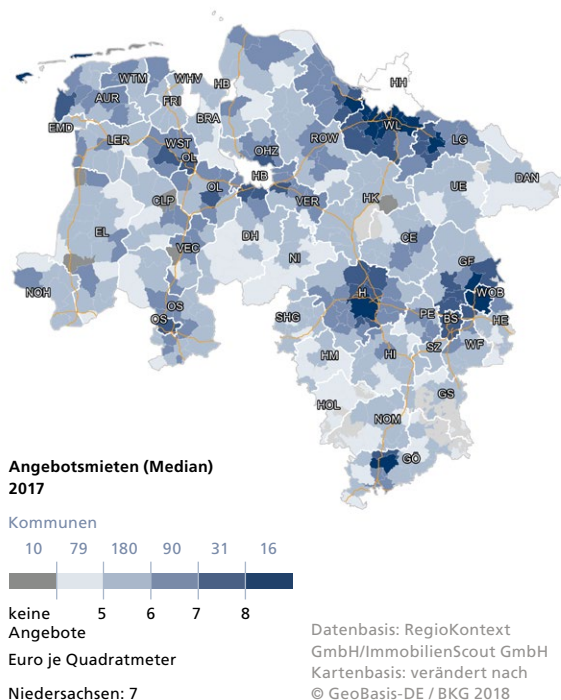 HH
WTM
WHV
HB
AUR
FRI
WL
EMD
BRA
LER
WST
OL
OHZ
ROW
LG
HB
DAN
CLP
OL
VER
HK
UE
EL
DH
CE
VEC
NI
GF
NOH
H
WOB
OS
OS
SHG
PE
BS
HE
SZ
WF
HM
HI
HOL
GS
NOM
GÖ
Angebotsmieten (Median)
2017
Kommunen
10 79 180 90 31 16
keine 5 6 7 8
Angebote
Euro je Quadratmeter
Niedersachsen: 7
Datenbasis: RegioKontext
GmbH/ImmobilienScout GmbH
Kartenbasis: verändert nach
© GeoBasis-DE / BKG 2018